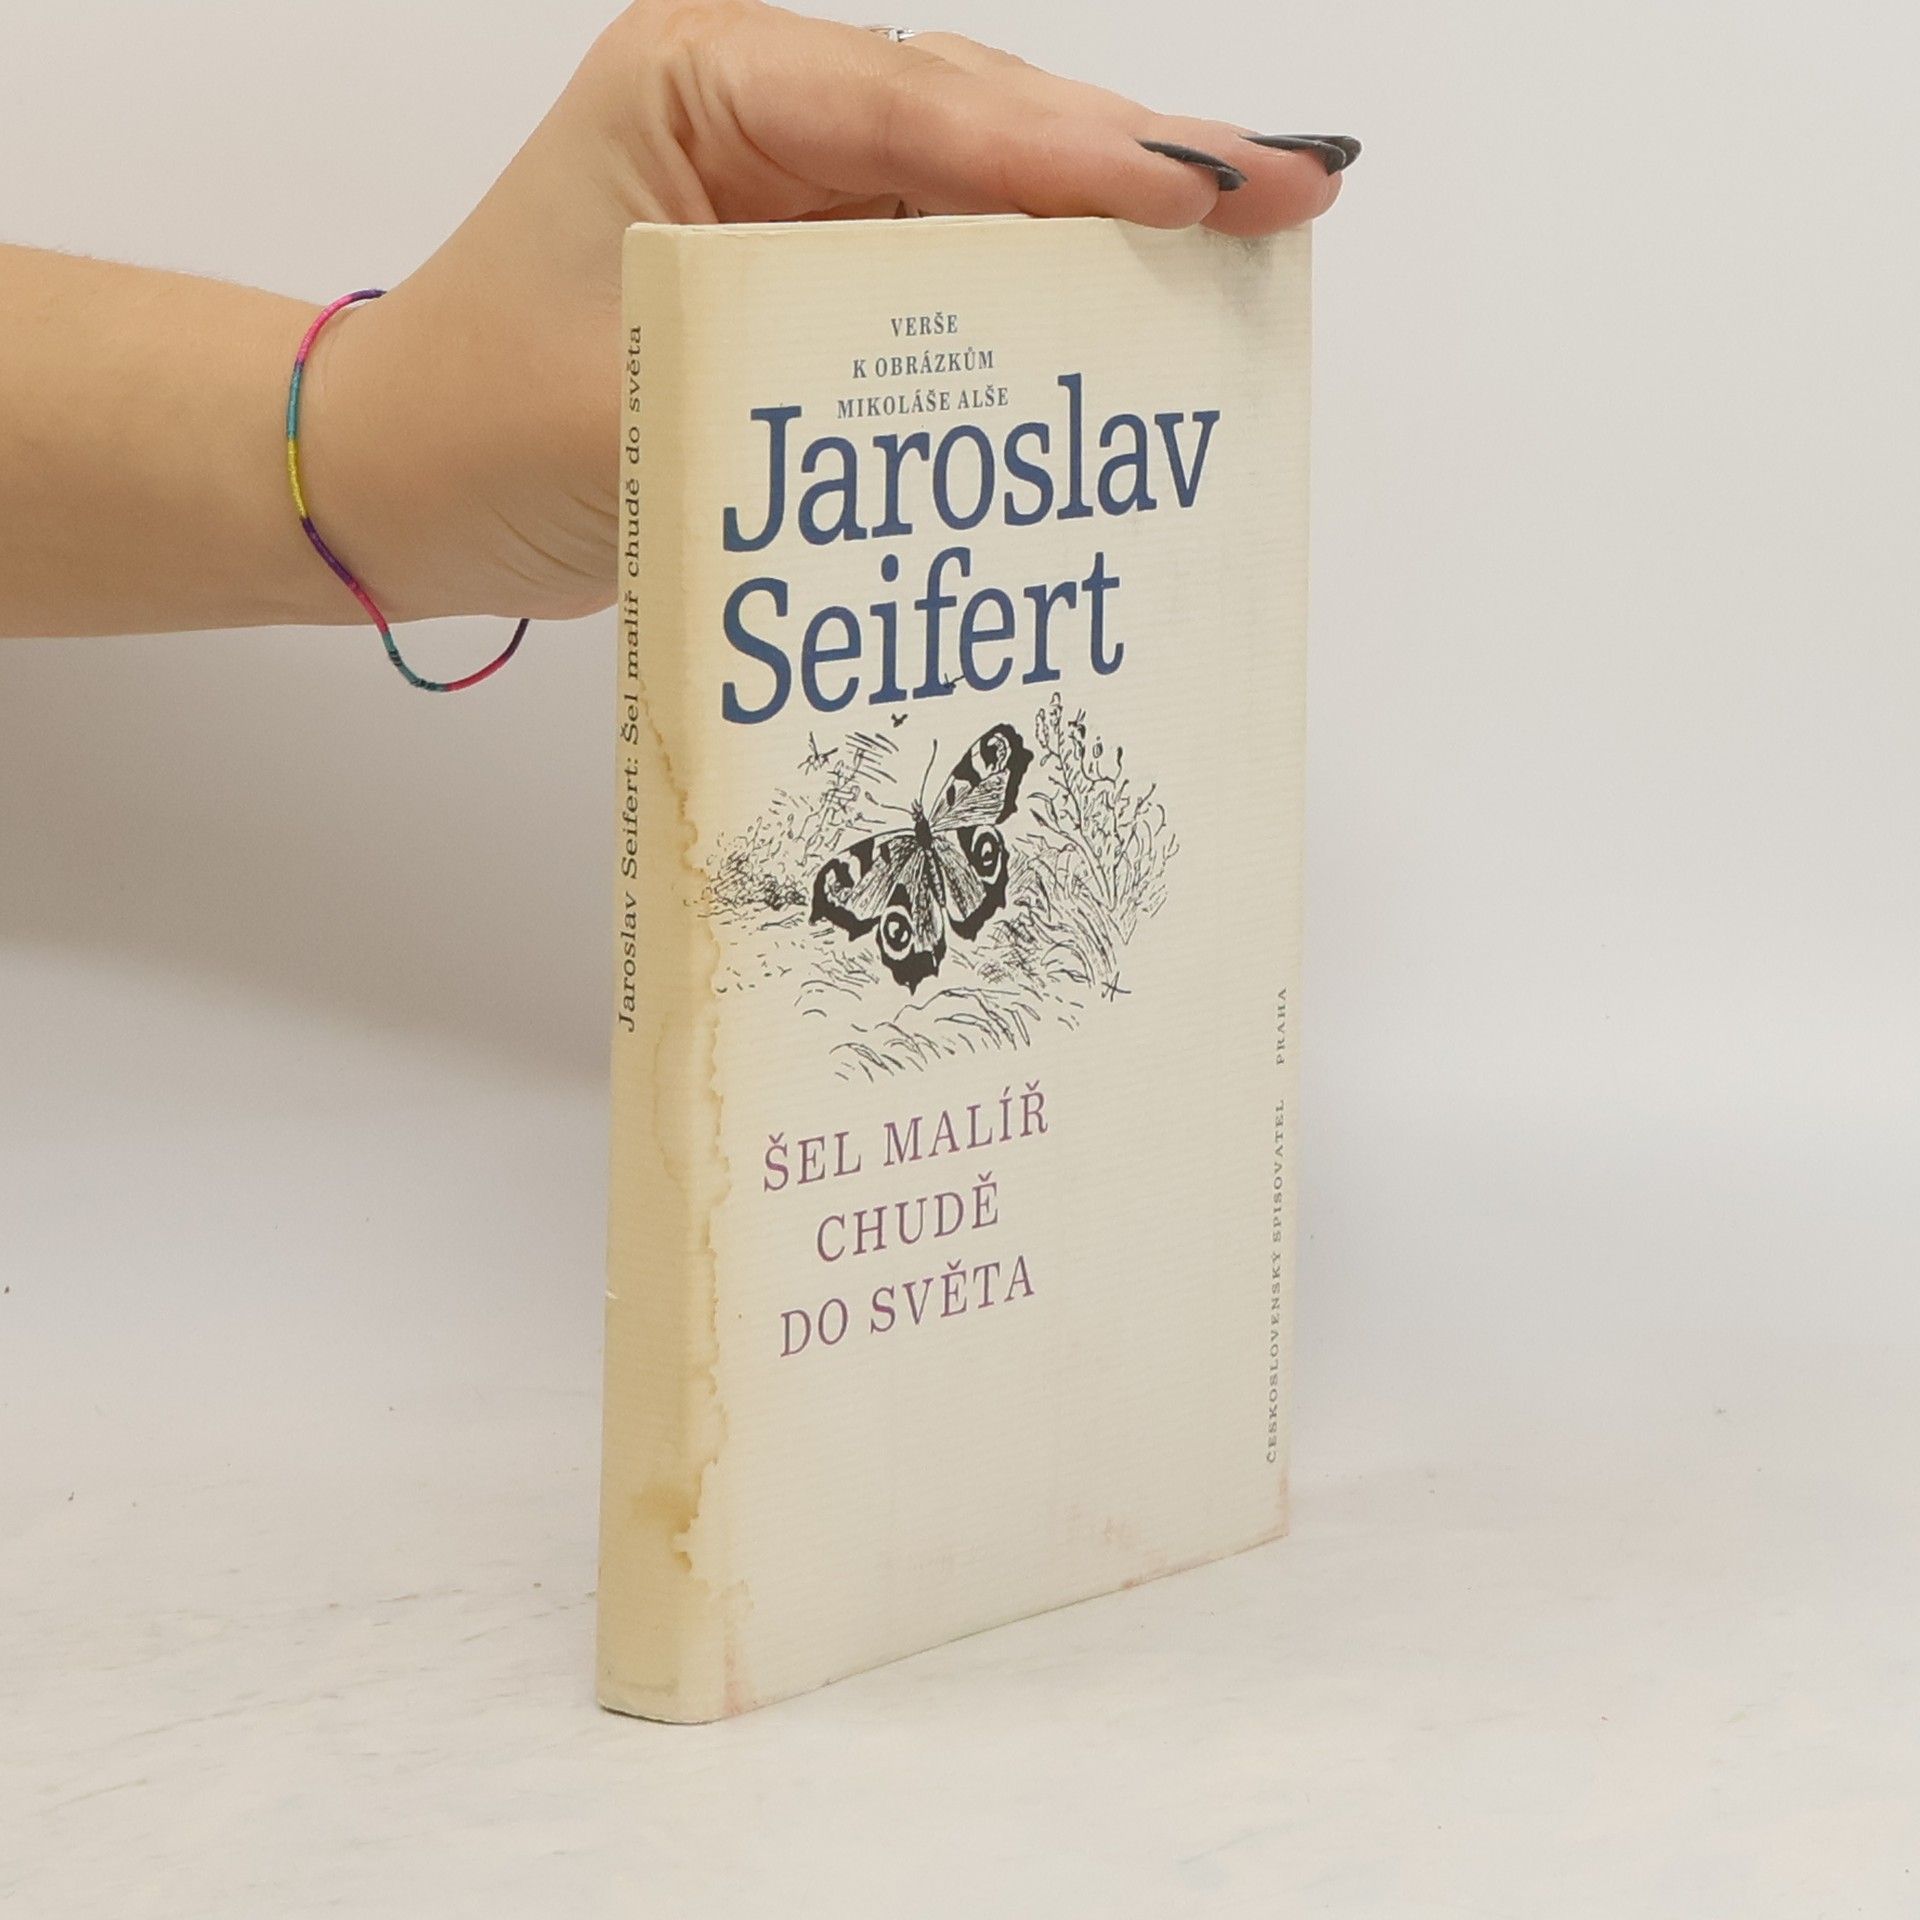 VERŠE
K OBRÁZKŮM
MIKOLÁŠE ALŠE
Jaroslav
Seifert
ŠEL MALÍŘ
CHUDĚ
DO SVĚTA
ČESKOSLOVENSKÝ SPISOVATEL PRAHA
Jaroslav Seifert: Šel malíř chudě do světa